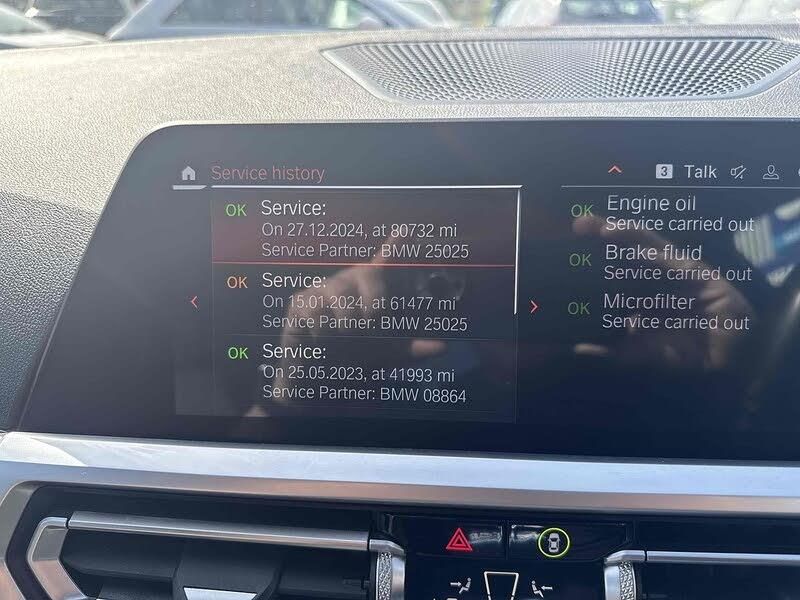 Service history
3 Talk
OK Service:
On 27.12.2024, at 80732 mi
Service Partner: BMW 25025
OK Service:
On 15.01.2024, at 61477 mi
Service Partner: BMW 25025
OK Service:
On 25.05.2023, at 41993 mi
Service Partner: BMW 08864
OK Engine oil
Service carried out
OK Brake fluid
Service carried out
OK Microfilter
Service carried out